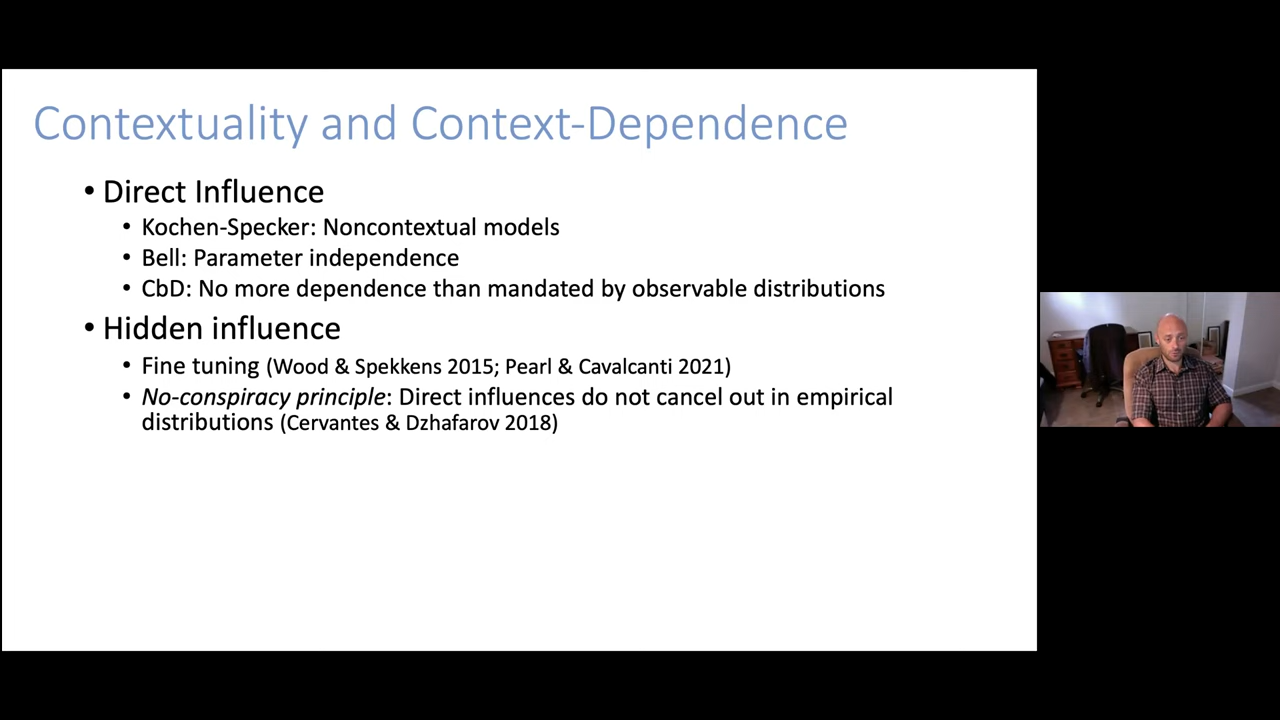 Contextuality and Context-Dependence
• Direct Influence
• Kochen-Specker: Noncontextual models
• Bell: Parameter independence
• CbD: No more dependence than mandated by observable distributions
• Hidden influence
• Fine tuning (Wood & Spekkens 2015; Pearl & Cavalcanti 2021)
• No-conspiracy principle: Direct influences do not cancel out in empirical
distributions (Cervantes & Dzhafarov 2018)